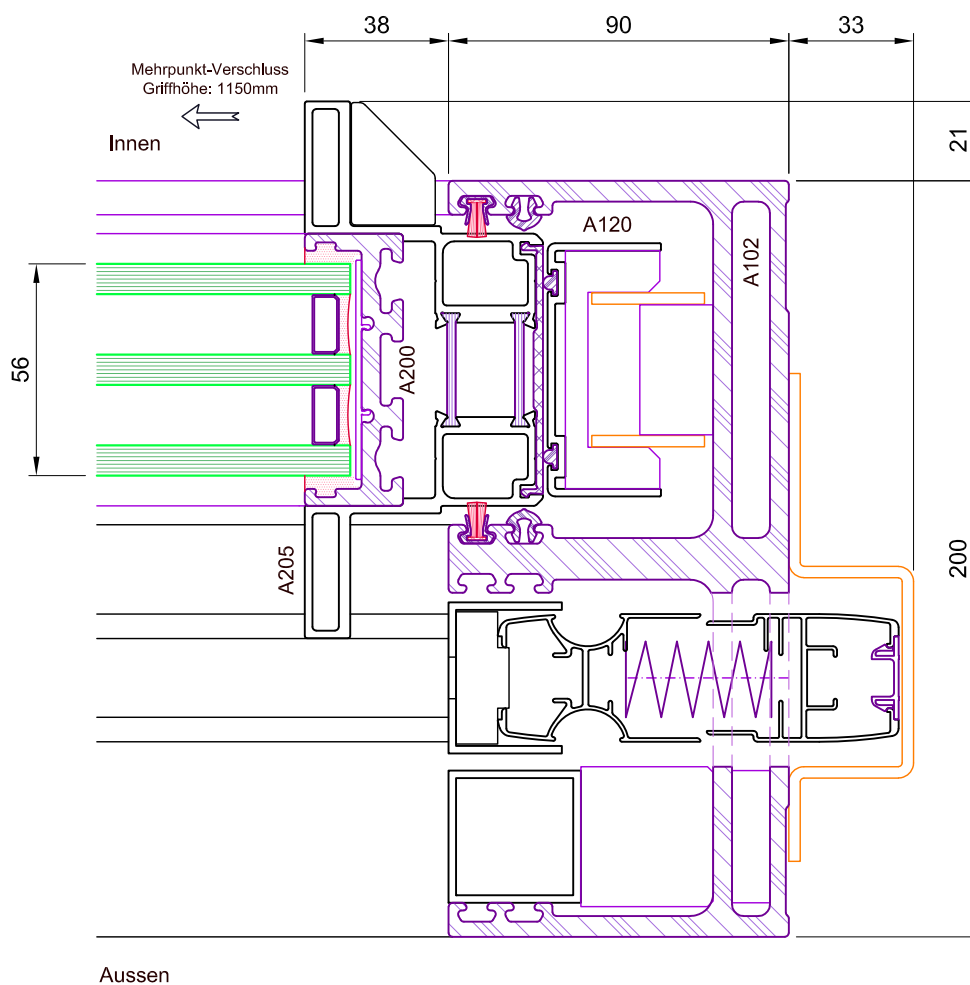 38
90
33
Mehrpunkt-Verschluss
Griffhöhe: 1150mm
21
Innen
A120
A102
56
A200
A205
200
Aussen